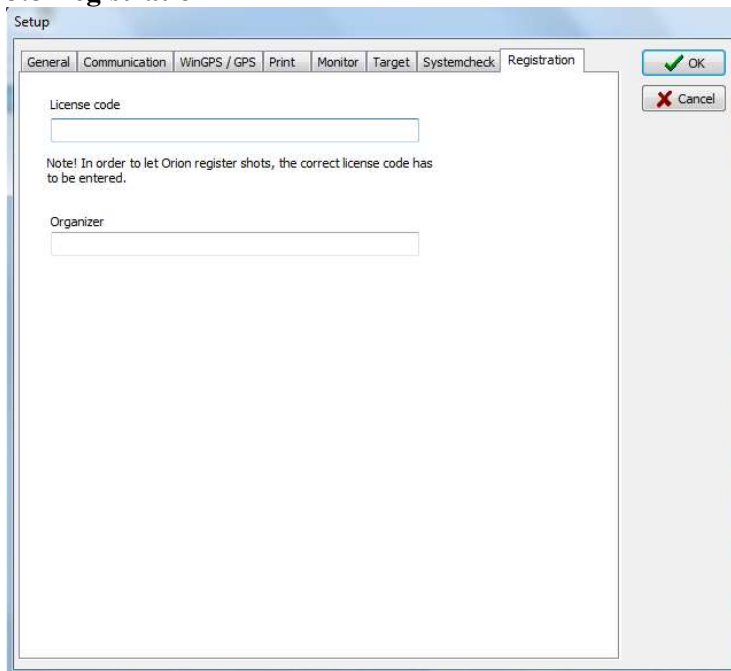 Setup
General Communication WinGPS / GPS Print Monitor Target Systemcheck Registration
OK
Cancel
License code
Note! In order to let Orion register shots, the correct license code has
to be entered.
Organizer